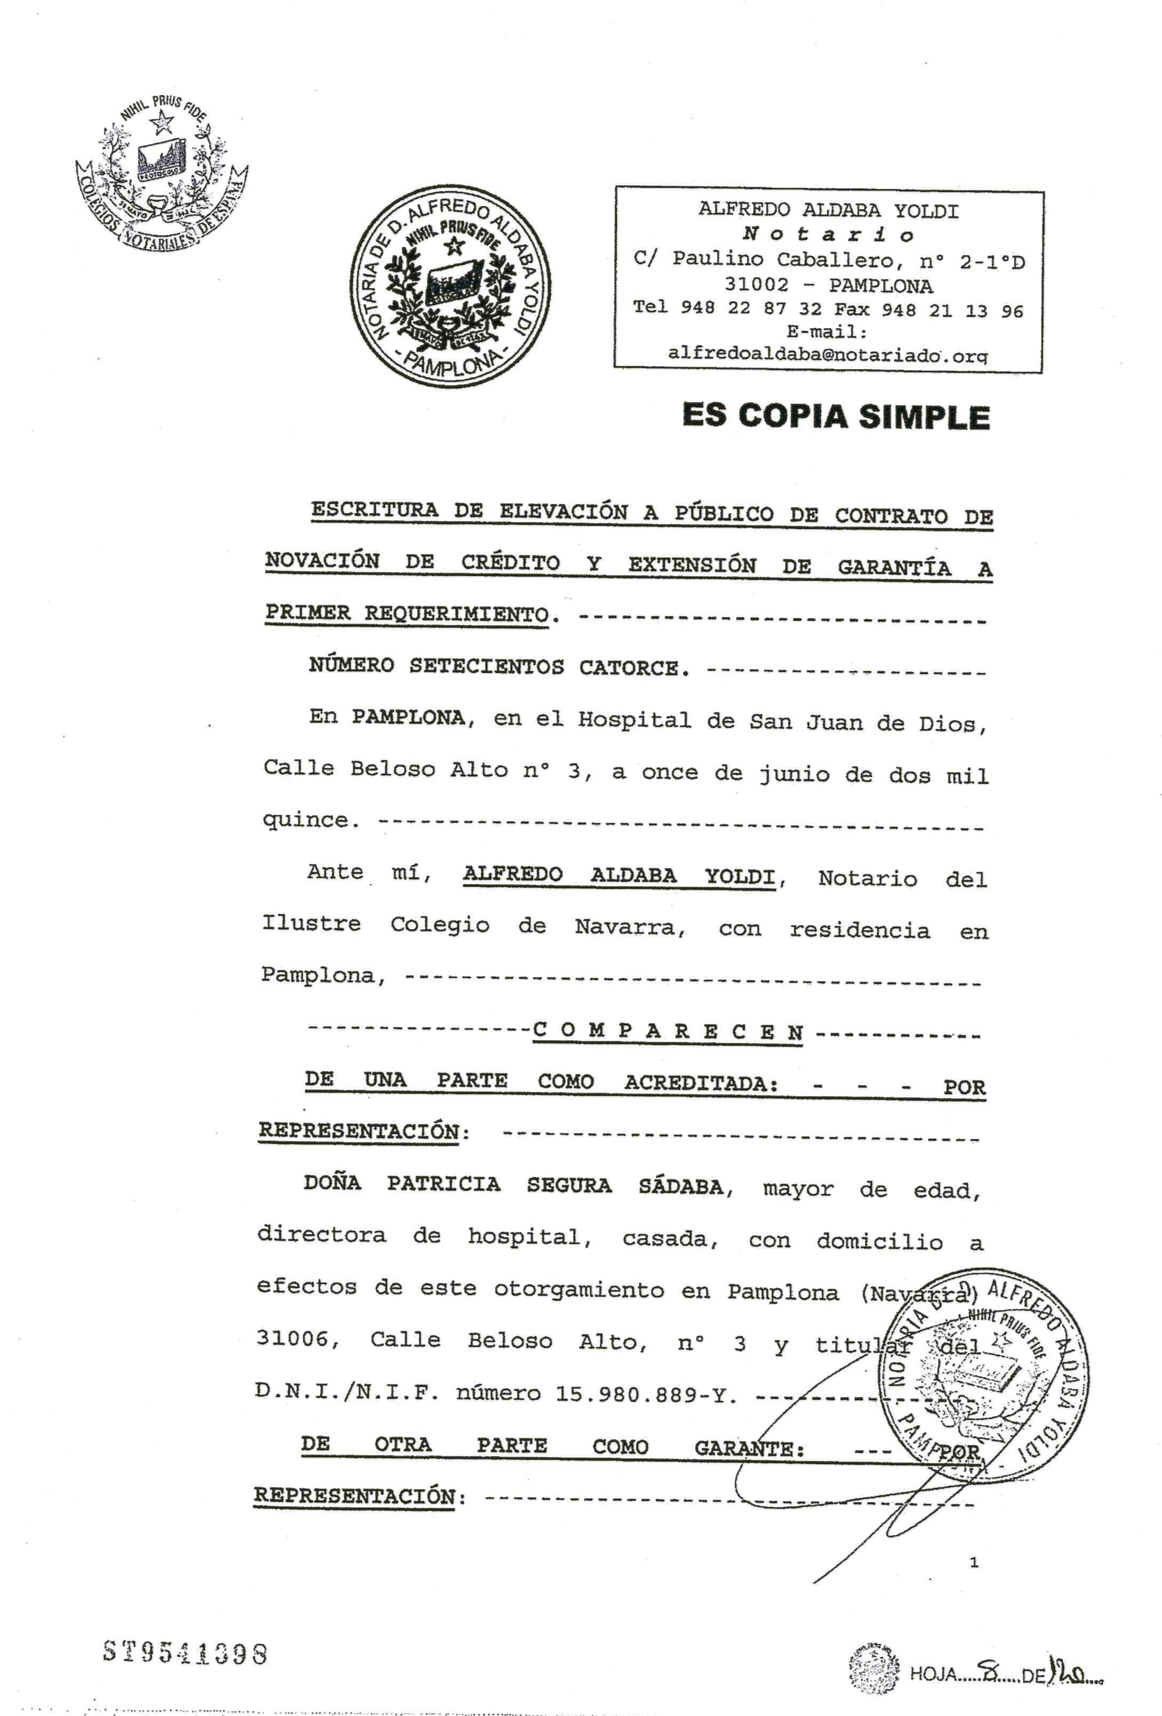 NIHIL PRIUS FIDE
PROTOCOLO
COLEGIOS NOTARIALES DE ESPAÑA
NOTARIA DE D. ALFREDO ALDABA YOLDI
NIHIL PRIUS FIDE
- PAMPLONA -
ALFREDO ALDABA YOLDI
Notario
C/ Paulino Caballero, nº 2-1ºD
31002 - PAMPLONA
Tel 948 22 87 32 Fax 948 21 13 96
E-mail:
alfredoaldaba@notariado.org
ES COPIA SIMPLE
ESCRITURA DE ELEVACIÓN A PÚBLICO DE CONTRATO DE
NOVACIÓN DE CRÉDITO Y EXTENSIÓN DE GARANTÍA A
PRIMER REQUERIMIENTO. -----------------------------
NÚMERO SETECIENTOS CATORCE. --------------------
En PAMPLONA, en el Hospital de San Juan de Dios,
Calle Beloso Alto nº 3, a once de junio de dos mil
quince. -------------------------------------------
Ante mí, ALFREDO ALDABA YOLDI, Notario del
Ilustre Colegio de Navarra, con residencia en
Pamplona, -----------------------------------------
----------------C O M P A R E C E N ------------
DE UNA PARTE COMO ACREDITADA: - - - POR
REPRESENTACIÓN: ----------------------------------
DOÑA PATRICIA SEGURA SÁDABA, mayor de edad,
directora de hospital, casada, con domicilio a
efectos de este otorgamiento en Pamplona (Navarra)
31006, Calle Beloso Alto, nº 3 y titular del
D.N.I./N.I.F. número 15.980.889-Y. ----------------
DE OTRA PARTE COMO GARANTE: --- POR
REPRESENTACIÓN: -----------------------------------
NOTARIA DE D. ALFREDO ALDABA YOLDI
NIHIL PRIUS FIDE
PAMPLONA -
1
ST9541398
HOJA.....8.....DE 120....